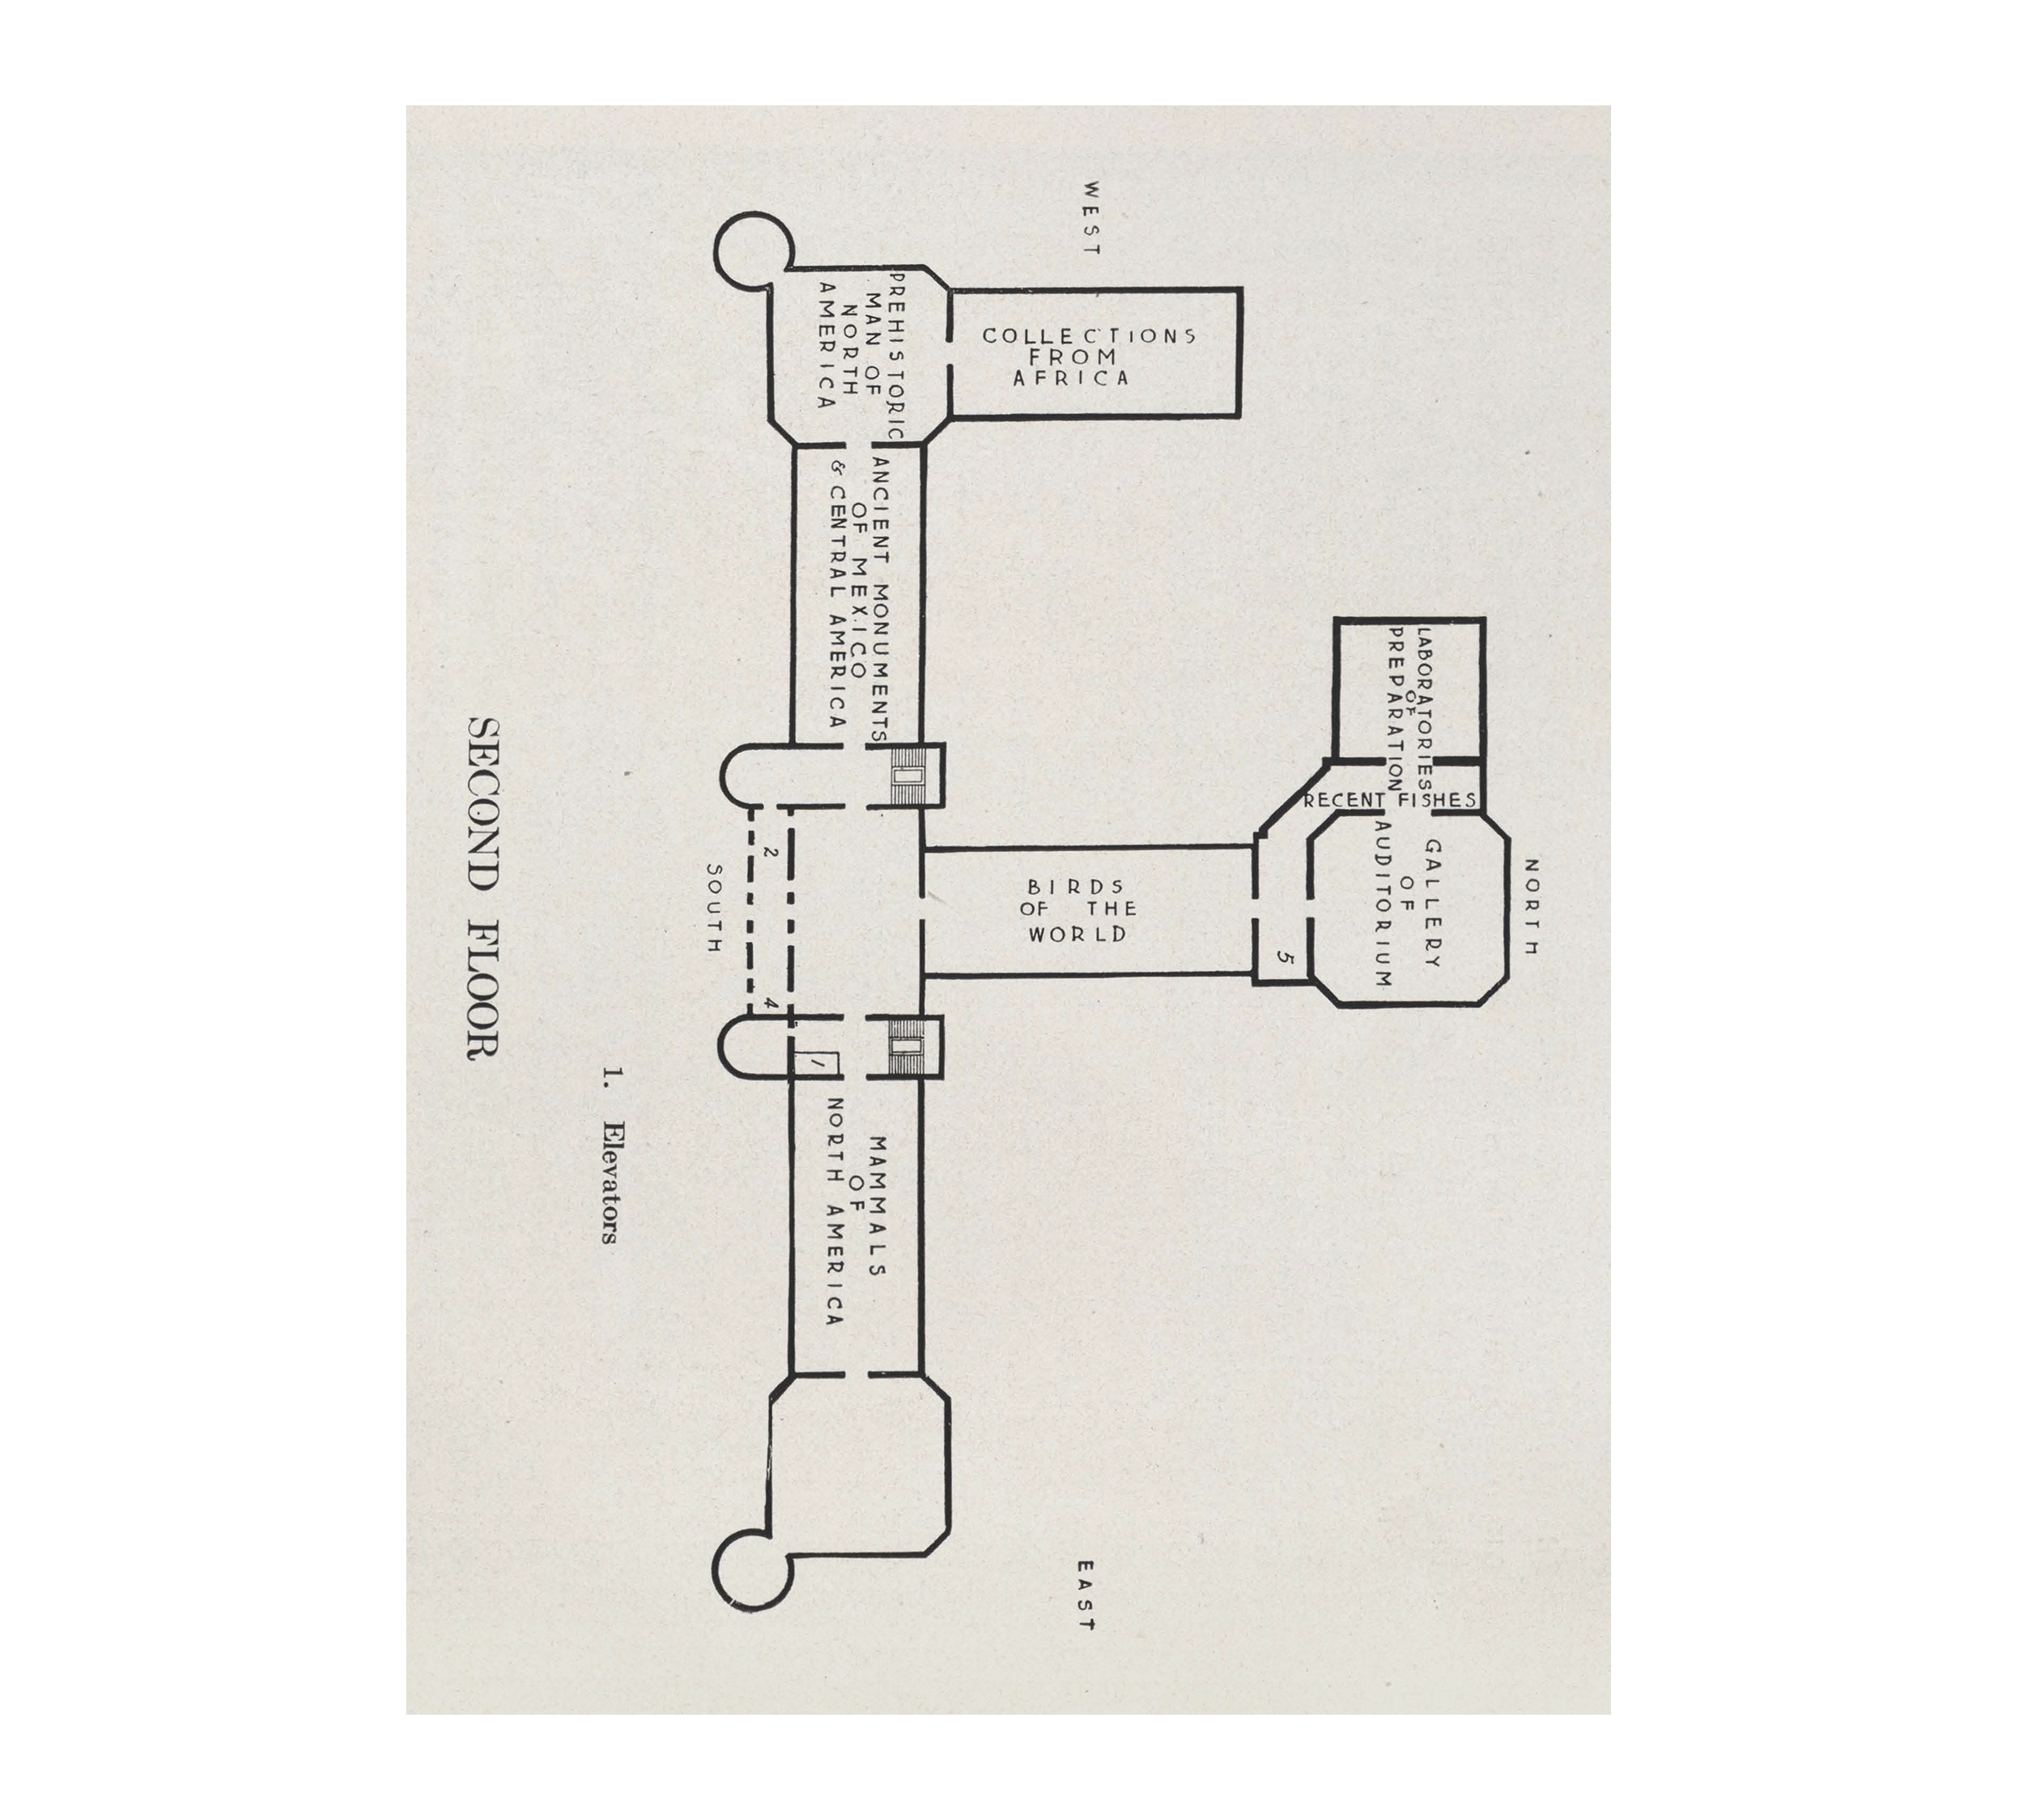 NORTH
LABORATORIES
OF
PREPARATION
RECENT FISHES
GALLERY
OF
AUDITORIUM
5
WEST
EAST
COLLECTIONS
FROM
AFRICA
BIRDS
OF THE
WORLD
PREHISTORIC
MAN OF
NORTH
AMERICA
ANCIENT MONUMENTS
OF MEXICO
& CENTRAL AMERICA
MAMMALS
OF
NORTH AMERICA
1
2
4
SOUTH
1. Elevators
SECOND FLOOR